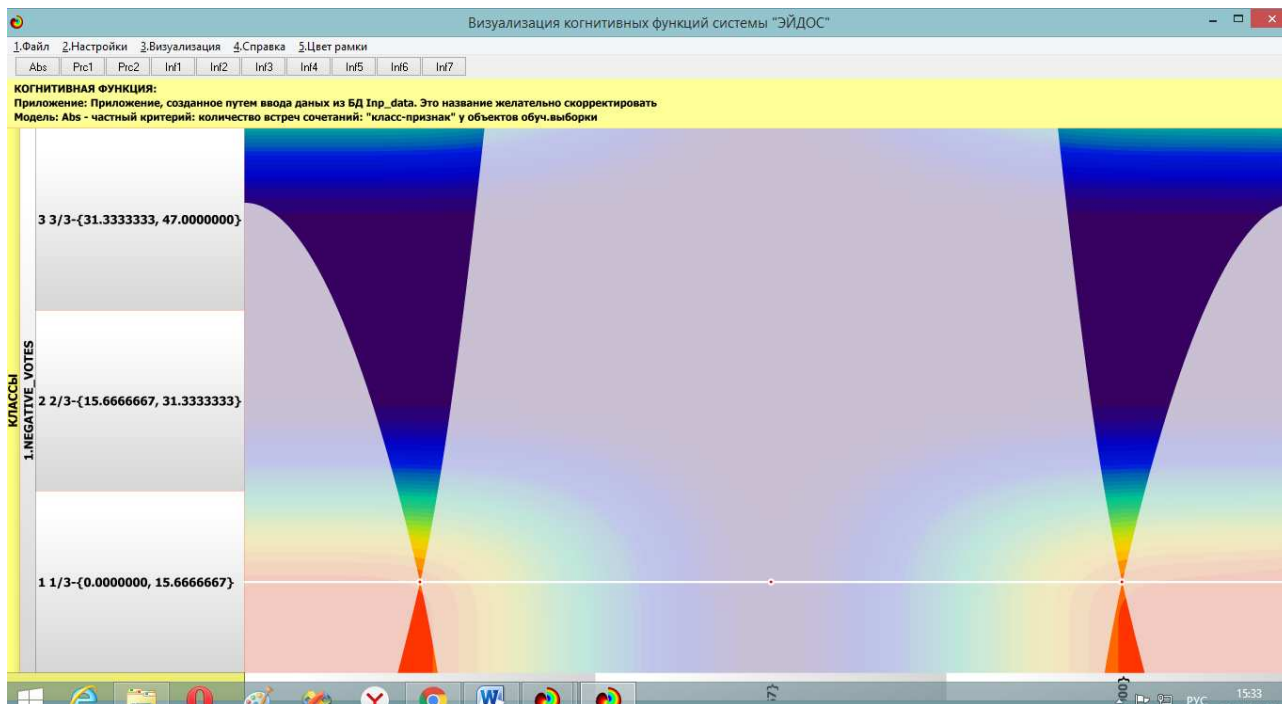 Визуализация когнитивных функций системы "ЭЙДОС"
1.Файл 2.Настройки 3.Визуализация 4.Справка 5.Цвет рамки
Abs Prc1 Prc2 Inf1 Inf2 Inf3 Inf4 Inf5 Inf6 Inf7
КОГНИТИВНАЯ ФУНКЦИЯ:
Приложение: Приложение, созданное путем ввода даных из БД Inp_data. Это название желательно скорректировать
Модель: Abs - частный критерий: количество встреч сочетаний: "класс-признак" у объектов обуч.выборки
КЛАССЫ
1.NEGATIVE_VOTES
3 3/3-{31.3333333, 47.0000000}
2 2/3-{15.6666667, 31.3333333}
1 1/3-{0.0000000, 15.6666667}
РУС 15:33